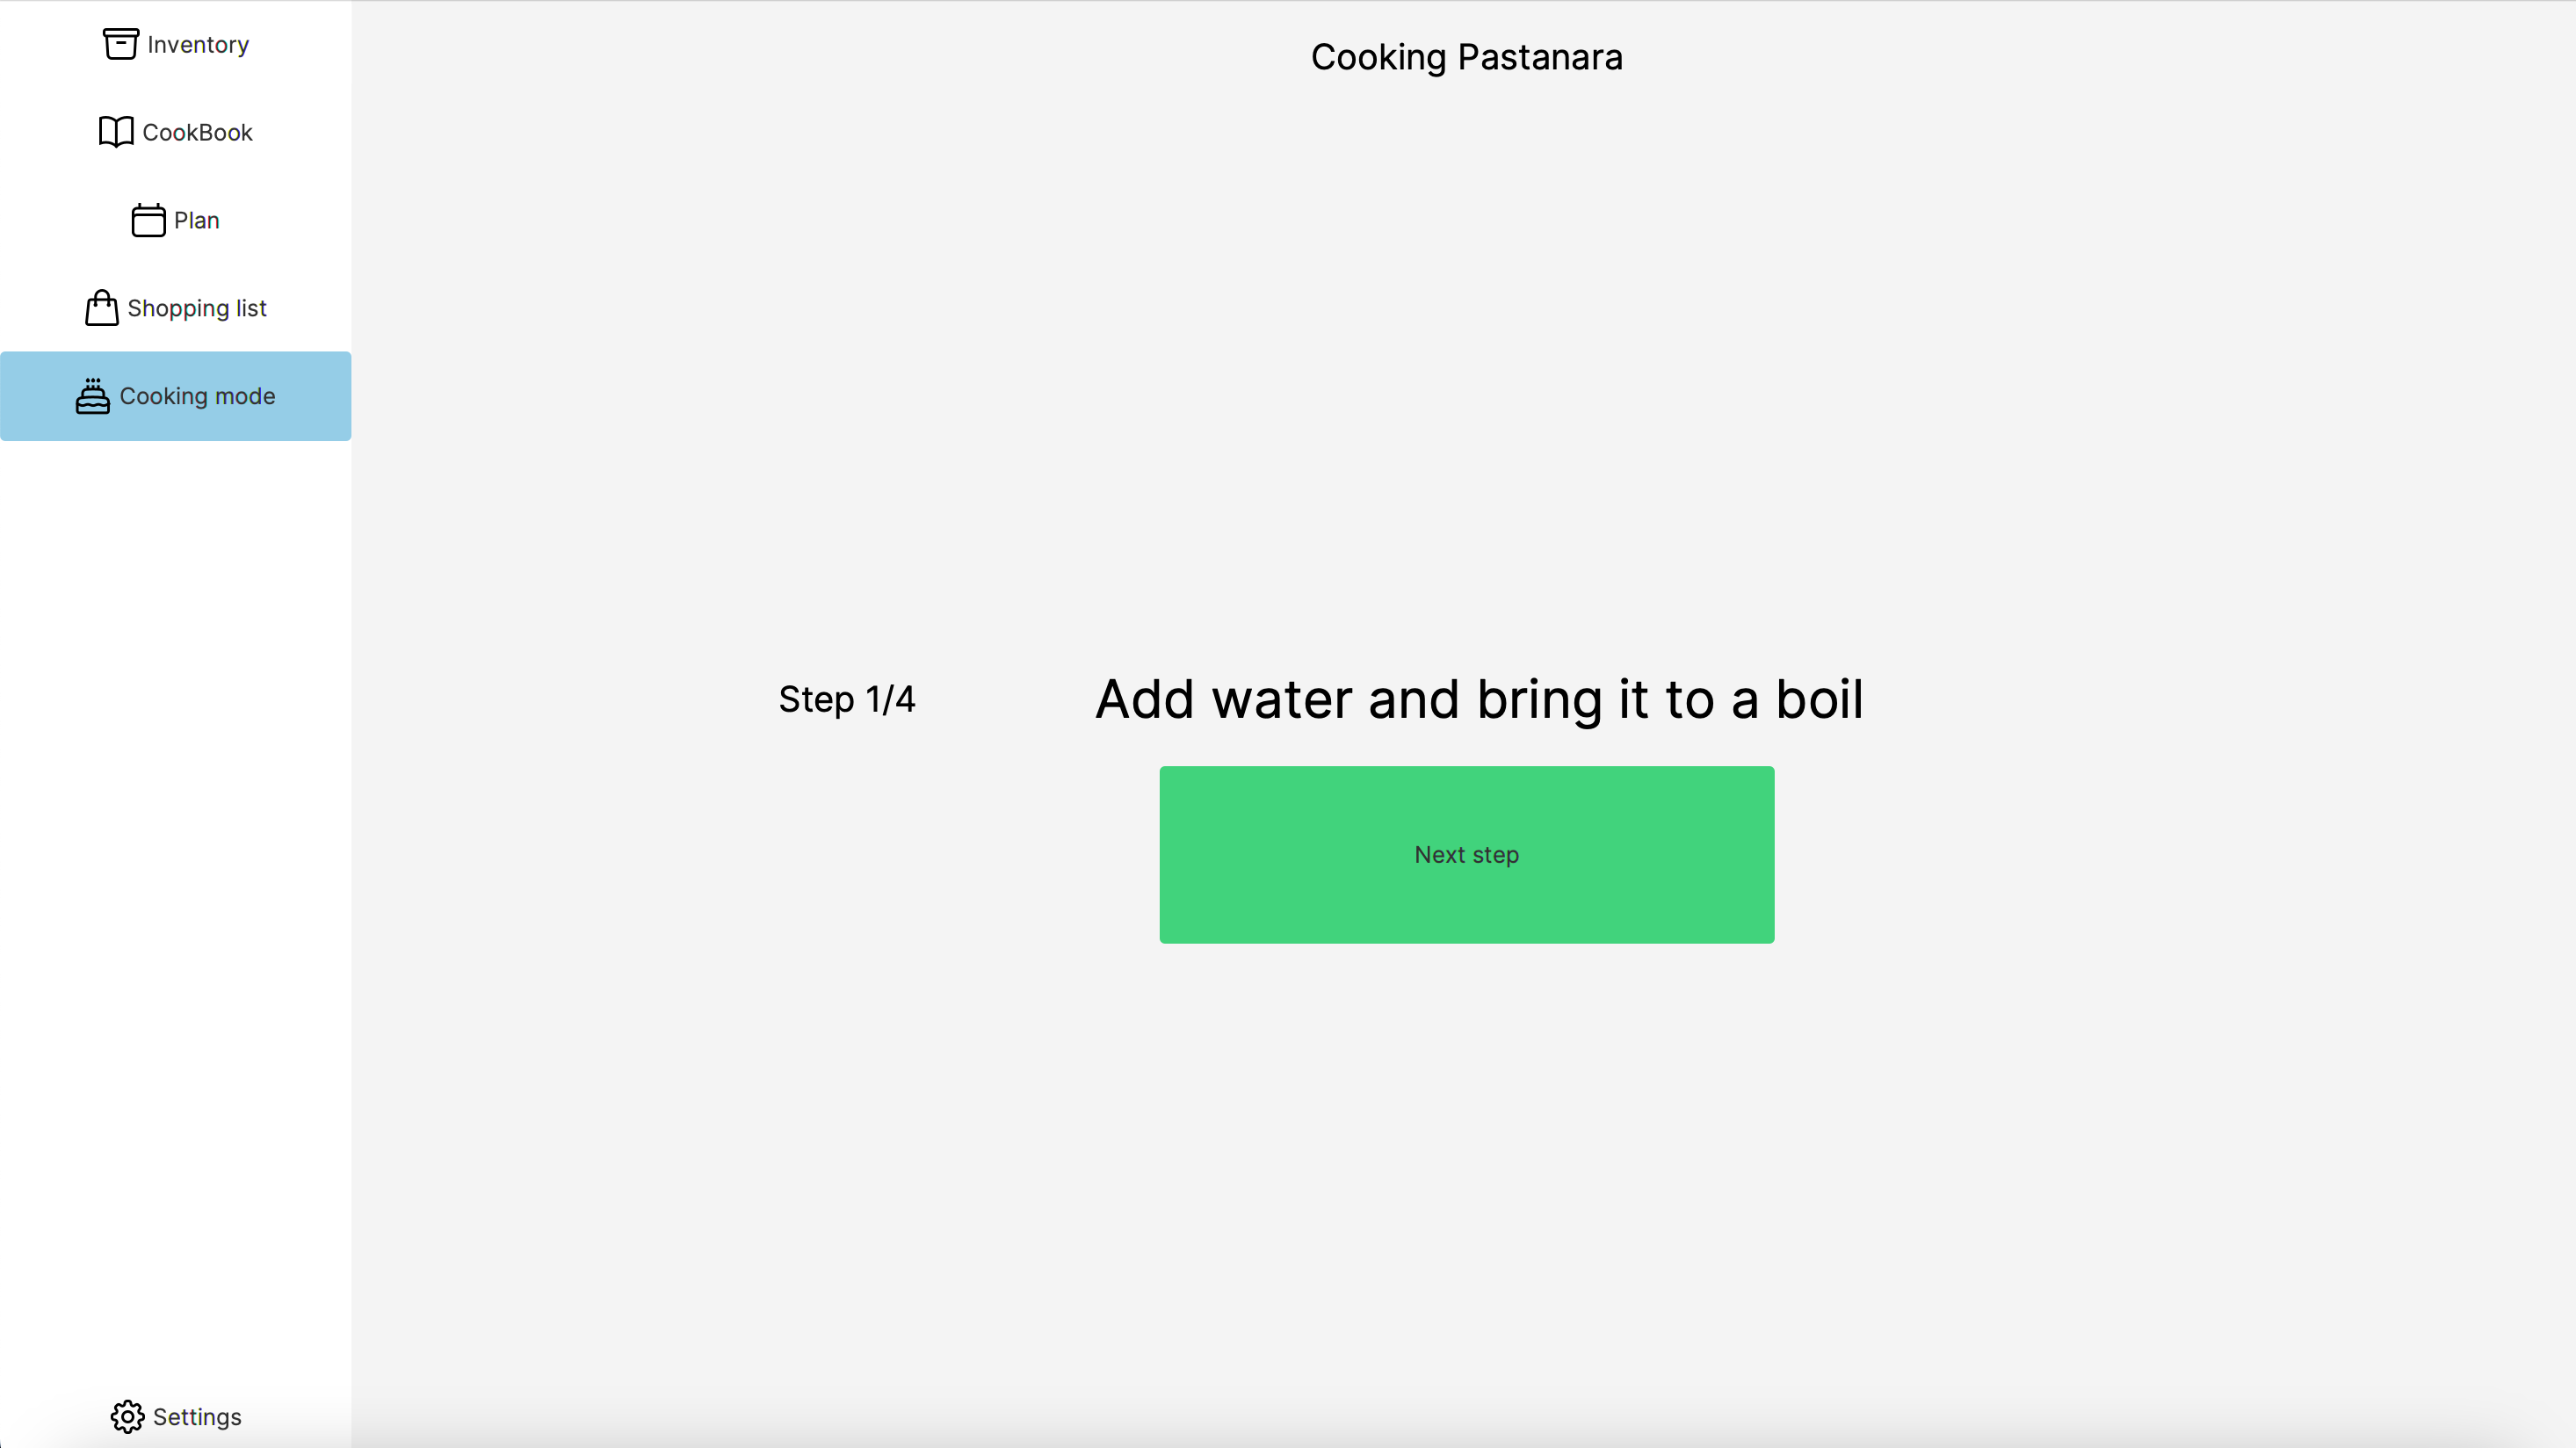 Inventory
CookBook
Plan
Shopping list
Cooking mode
Settings
Cooking Pastanara
Step 1/4
Add water and bring it to a boil
Next step